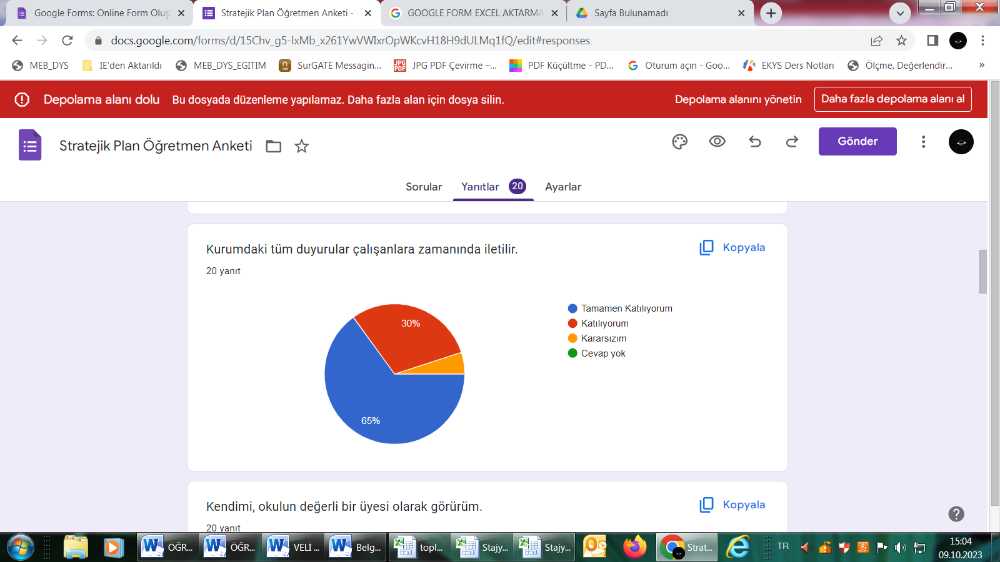 Google Forms: Online Form Oluşt
Stratejik Plan Öğretmen Anketi -
GOOGLE FORM EXCEL AKTARMA
Sayfa Bulunamadı
docs.google.com/forms/d/15Chv_g5-lxMb_x261YwVWIxrOpWKcvH18H9dULMq1fQ/edit#responses
MEB_DYS
IE'den Aktarıldı
MEB_DYS_EGITIM
SurGATE Messagin...
JPG PDF Çevirme –...
PDF Küçültme - PD...
Oturum açın - Goo...
EKYS Ders Notları
Ölçme, Değerlendir...
»
Depolama alanı dolu
Bu dosyada düzenleme yapılamaz. Daha fazla alan için dosya silin.
Depolama alanını yönetin
Daha fazla depolama alanı al
Stratejik Plan Öğretmen Anketi
Gönder
Sorular
Yanıtlar 20
Ayarlar
Kurumdaki tüm duyurular çalışanlara zamanında iletilir.
Kopyala
20 yanıt
Tamamen Katılıyorum
Katılıyorum
Kararsızım
Cevap yok
30%
65%
Kendimi, okulun değerli bir üyesi olarak görürüm.
Kopyala
20 yanıt
ÖĞR...
ÖĞR...
VELİ ...
Belg...
topl...
Stajy...
Stajy...
Strat...
TR
15:04
09.10.2023